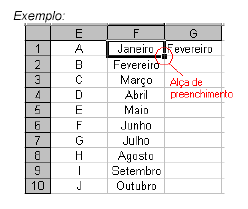 Exemplo:
E F G
1 A Janeiro Fevereiro
2 B Fevereiro
3 C Março Alça de
4 D Abril preenchimento
5 E Maio
6 F Junho
7 G Julho
8 H Agosto
9 I Setembro
10 J Outubro